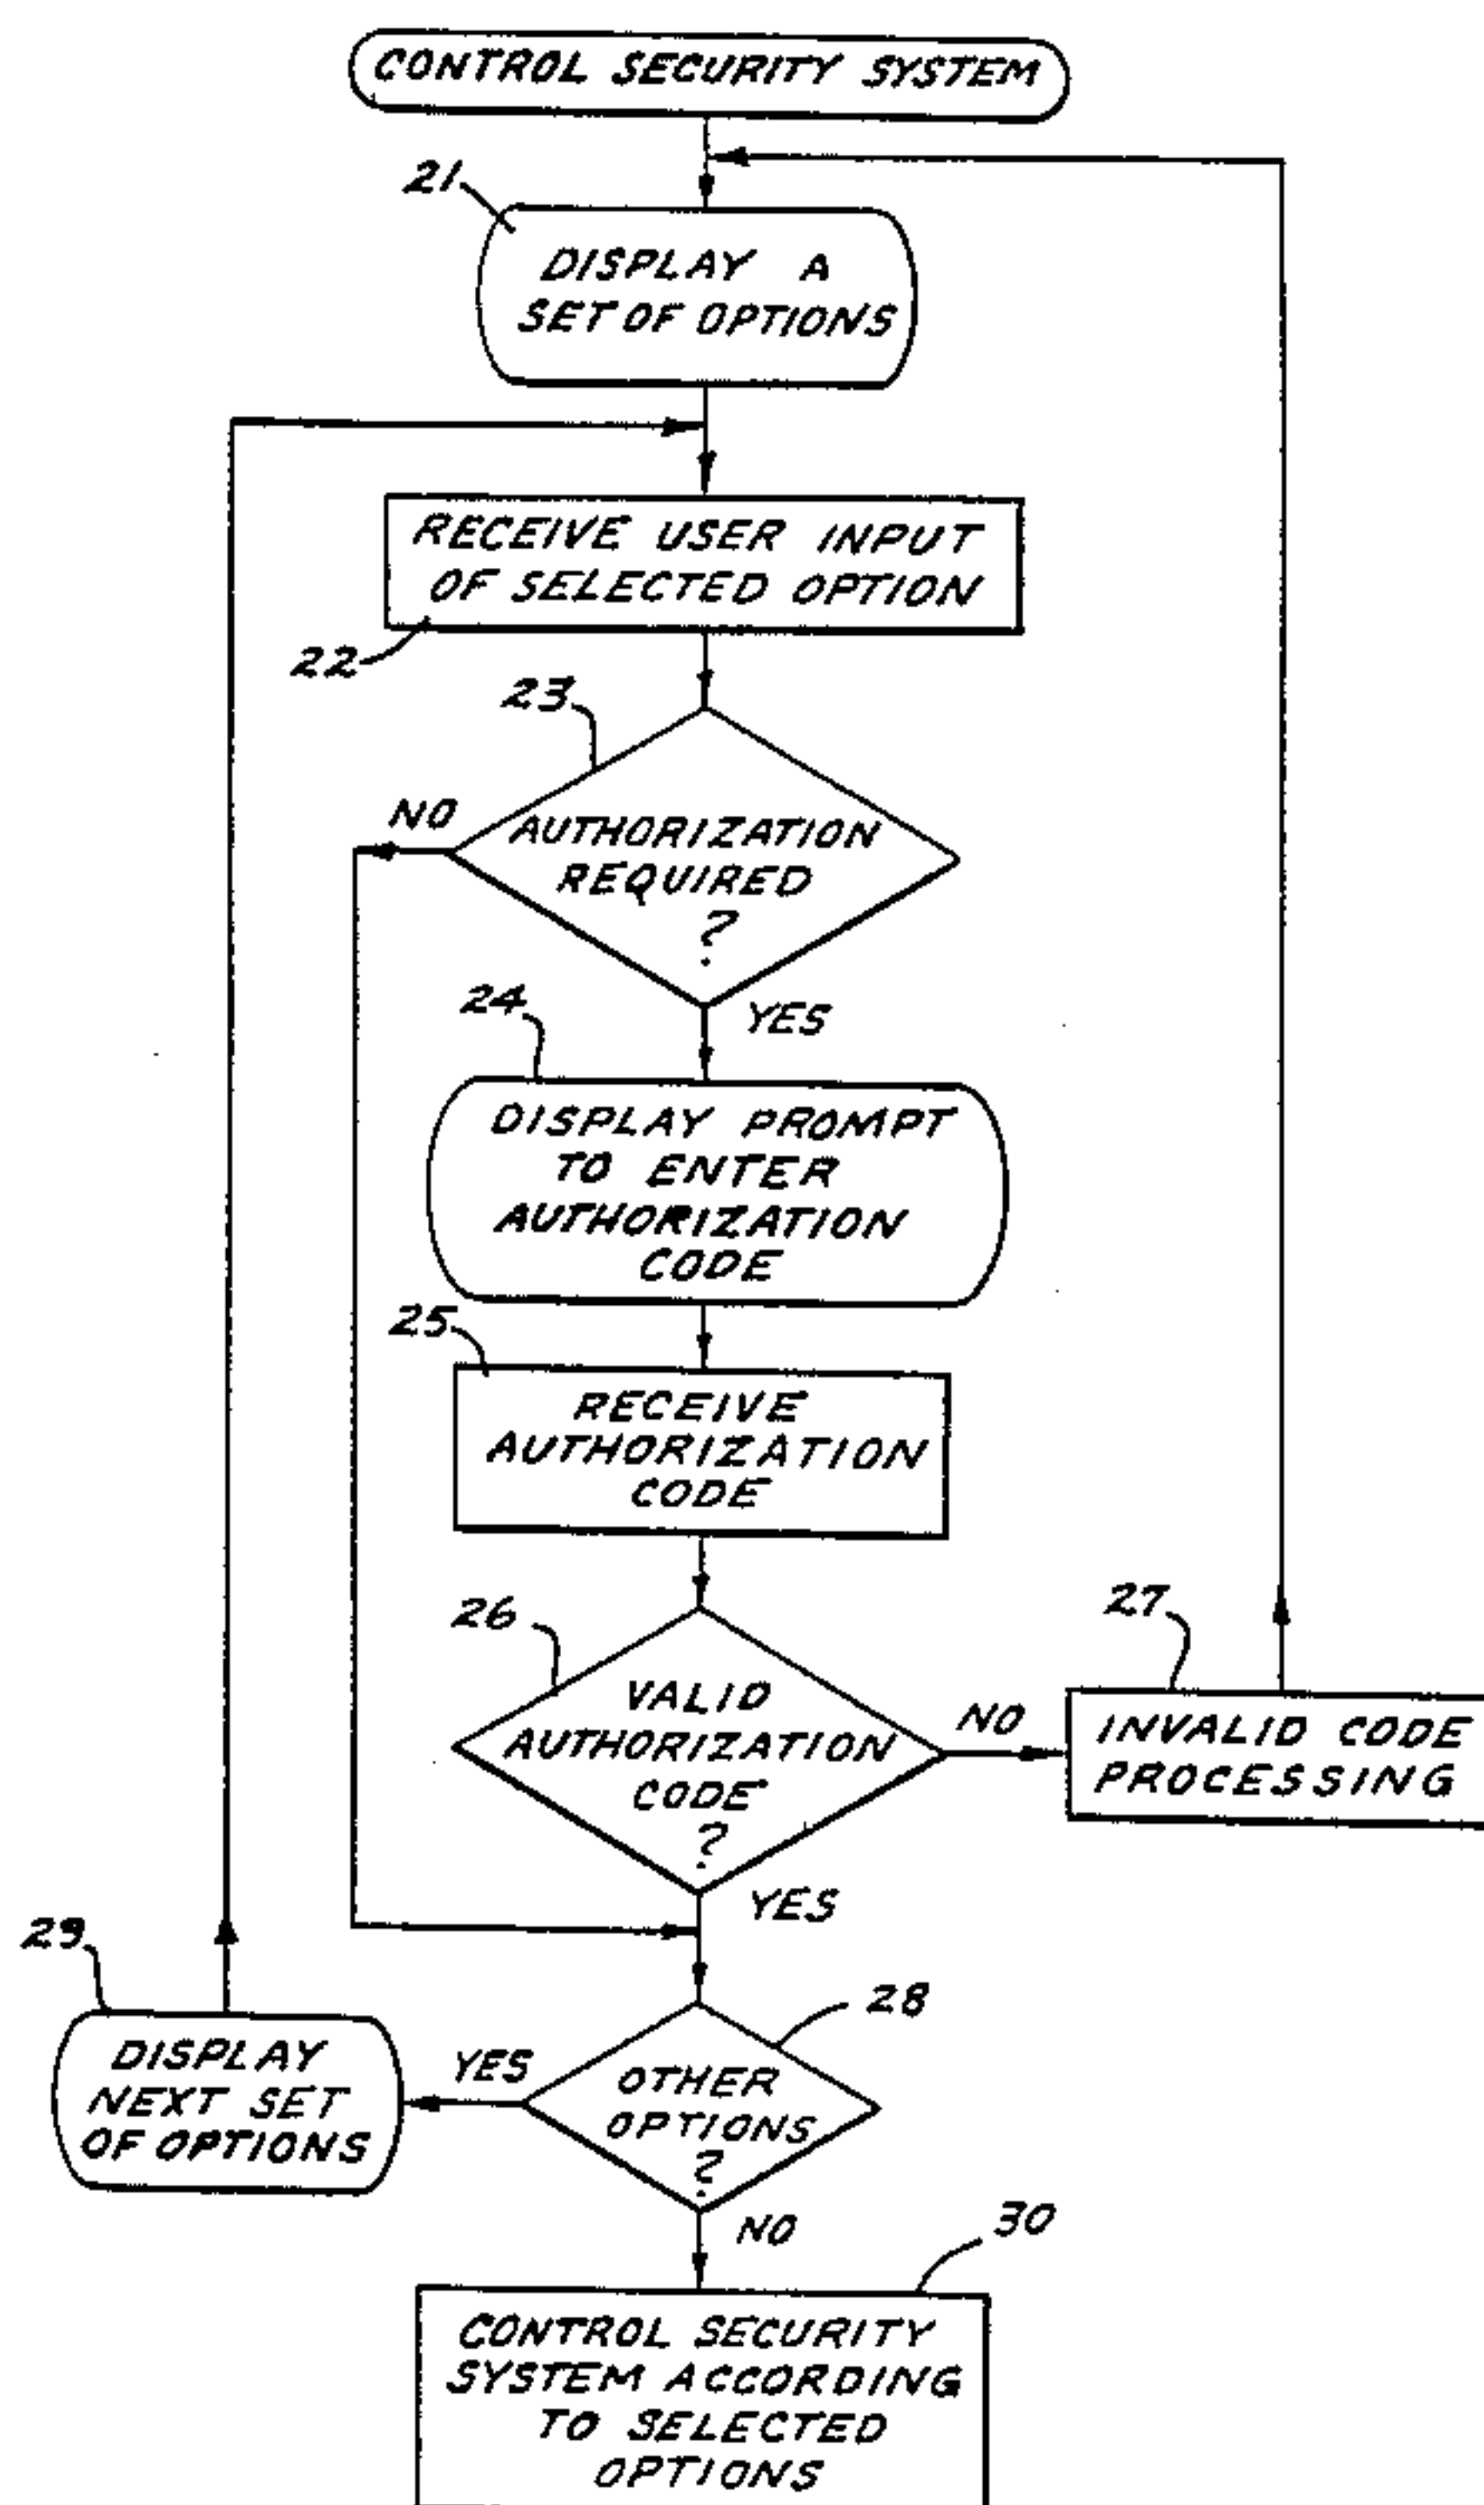 CONTROL SECURITY SYSTEM
21
DISPLAY A
SET OF OPTIONS
RECEIVE USER INPUT
OF SELECTED OPTION
22
23
NO
AUTHORIZATION
REQUIRED
?
YES
24
DISPLAY PROMPT
TO ENTER
AUTHORIZATION
CODE
25
RECEIVE
AUTHORIZATION
CODE
26
VALID
AUTHORIZATION
CODE
?
NO
27
INVALID CODE
PROCESSING
YES
28
OTHER
OPTIONS
?
YES
29
DISPLAY
NEXT SET
OF OPTIONS
NO
30
CONTROL SECURITY
SYSTEM ACCORDING
TO SELECTED
OPTIONS